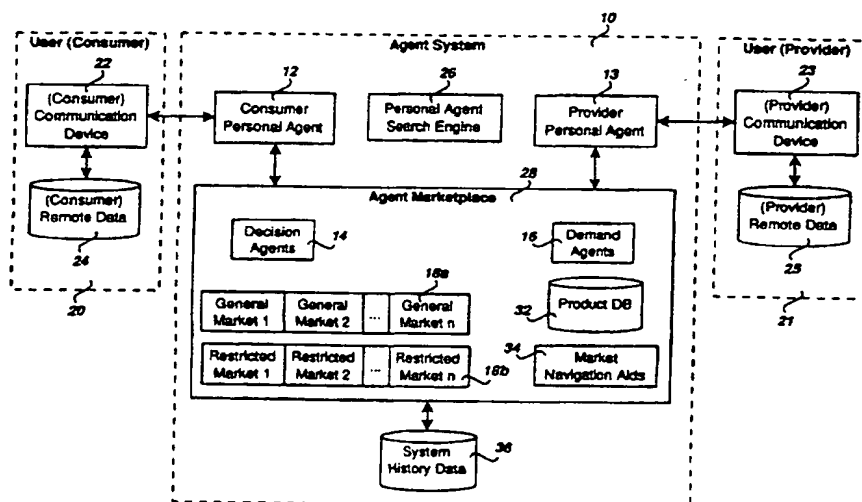 10
User (Consumer)
Agent System
User (Provider)
22
12
26
13
23
(Consumer)
Communication
Device
Consumer
Personal Agent
Personal Agent
Search Engine
Provider
Personal Agent
(Provider)
Communication
Device
28
Agent Marketplace
(Consumer)
Remote Data
24
20
Decision
Agents
14
16
Demand
Agents
(Provider)
Remote Data
25
21
18a
General
Market 1
General
Market 2
...
General
Market n
32
Product DB
Restricted
Market 1
Restricted
Market 2
...
Restricted
Market n
18b
34
Market
Navigation Aids
System
History Data
36